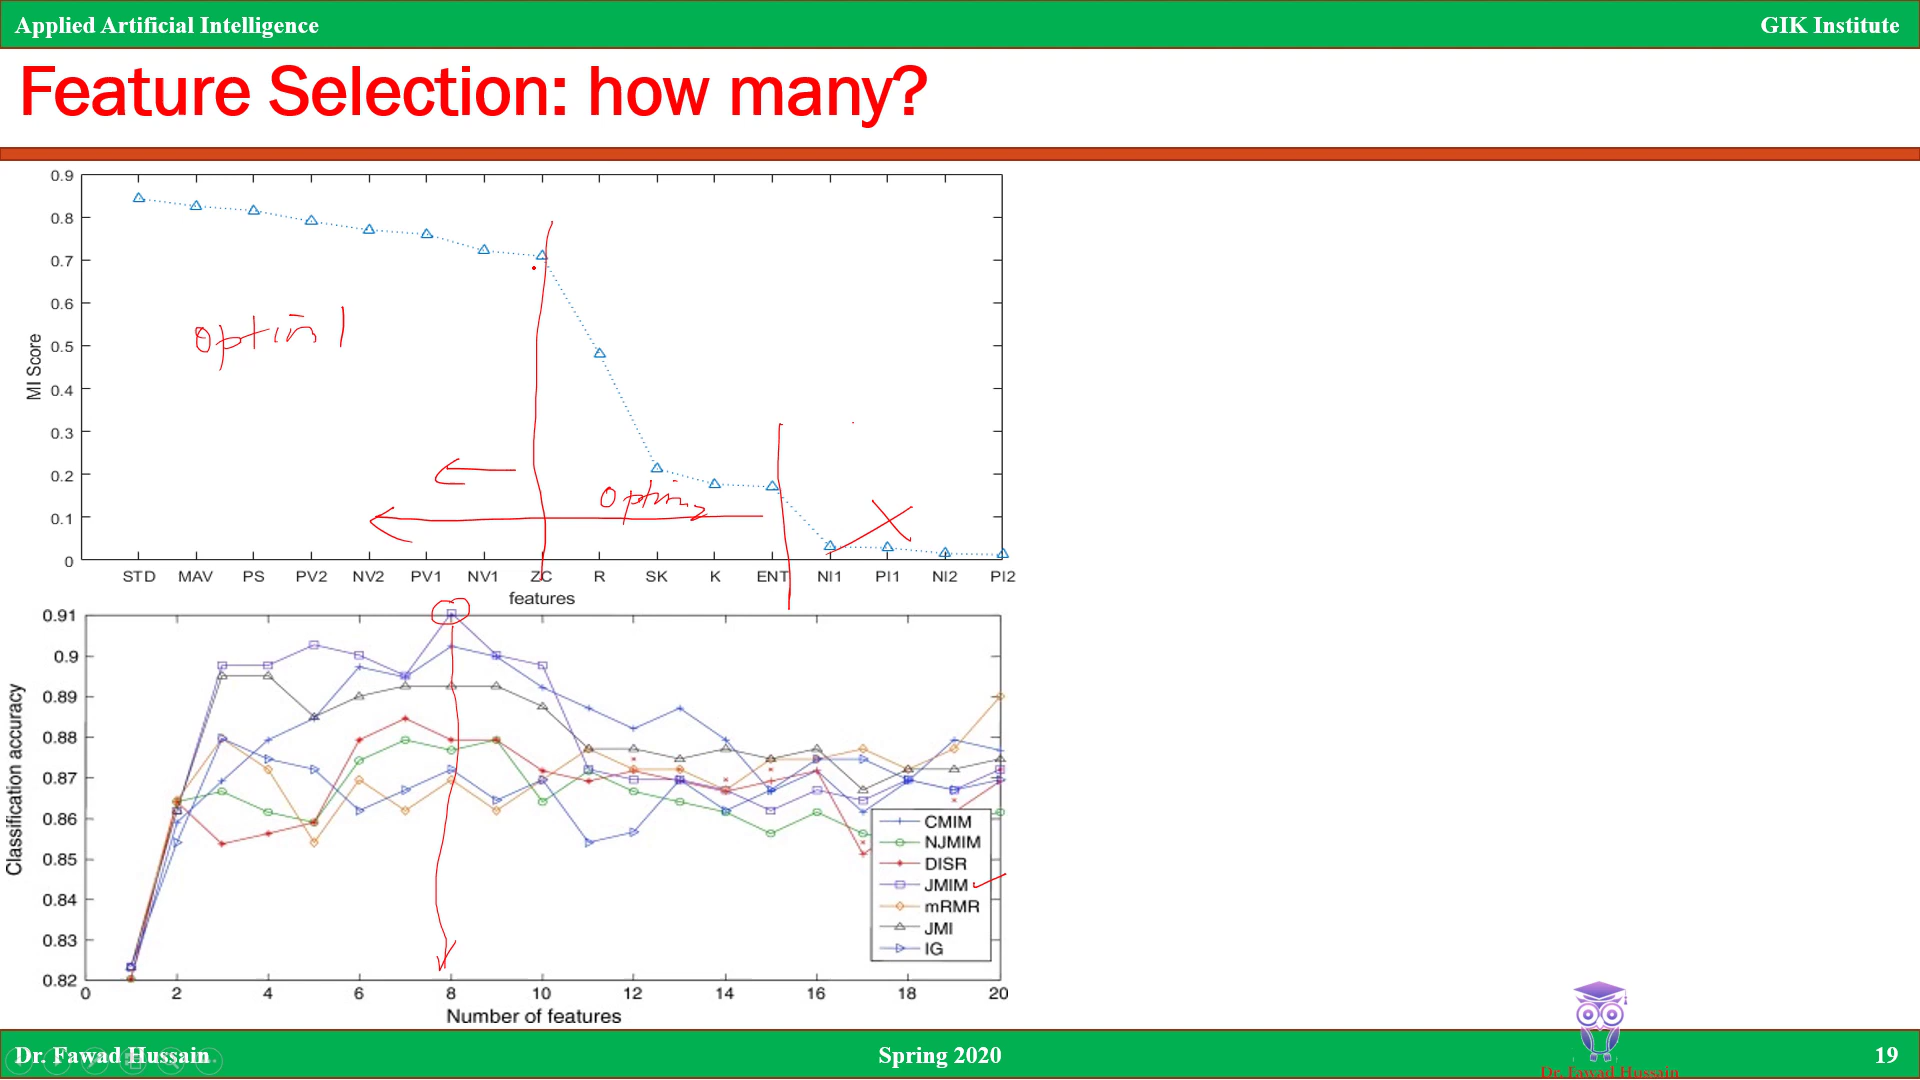 Applied Artificial Intelligence
GIK Institute
Feature Selection: how many?
0.9
0.8
0.7
0.6
0.5
0.4
0.3
0.2
0.1
0
MI Score
STD MAV PS PV2 NV2 PV1 NV1 ZC R SK K ENT NI1 PI1 NI2 PI2
features
0.91
0.9
0.89
0.88
0.87
0.86
0.85
0.84
0.83
0.82
Classification accuracy
CMIM
NJMIM
DISR
JMIM
mRMR
JMI
IG
0 2 4 6 8 10 12 14 16 18 20
Number of features
Dr. Fawad Hussain
Spring 2020
Dr. Fawad Hussain
19